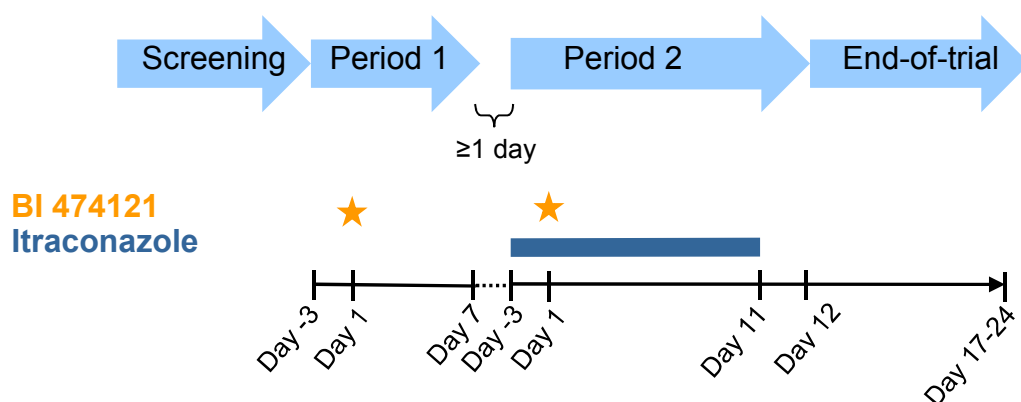 Screening
Period 1
Period 2
End-of-trial
≥1 day
BI 474121
Itraconazole
Day -3
Day 1
Day 7
Day -3
Day 1
Day 11
Day 12
Day 17-24